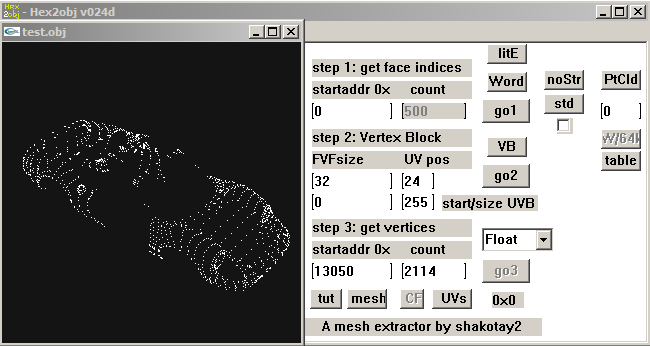 Hex 2obj - Hex2obj v024d
test.obj
litE
step 1: get face indices
Word noStr PtCld
startaddr 0x count
[0 ] [500 ] go1 std [0 ]
step 2: Vertex Block
VB
FVFsize UV pos table
[32 ] [24 ] go2
[0 ] [255 ] start/size UVB
step 3: get vertices
Float
startaddr 0x count
[13050 ] [2114 ] go3
tut mesh CF UVs 0x0
A mesh extractor by shakotay2